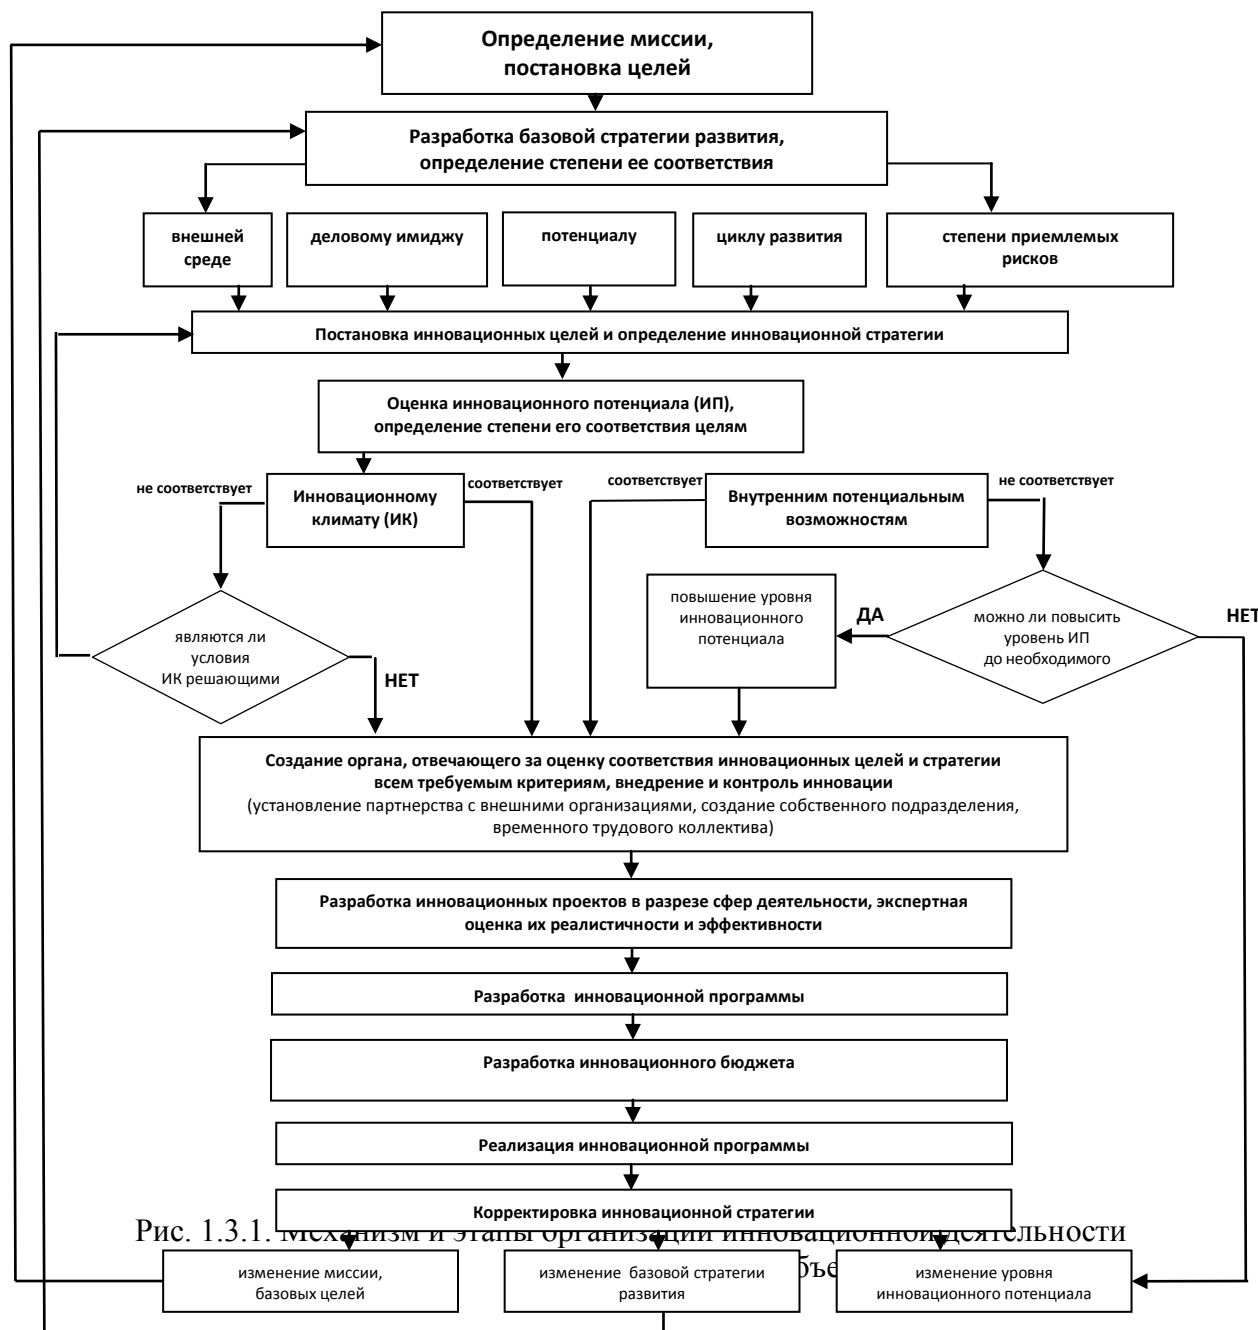 Определение миссии,
постановка целей
Разработка базовой стратегии развития,
определение степени ее соответствия
внешней
среде
деловому имиджу
потенциалу
циклу развития
степени приемлемых
рисков
Постановка инновационных целей и определение инновационной стратегии
Оценка инновационного потенциала (ИП),
определение степени его соответствия целям
не соответствует
Инновационному
климату (ИК)
соответствует
соответствует
Внутренним потенциальным
возможностям
не соответствует
являются ли
условия
ИК решающими
НЕТ
повышение уровня
инновационного
потенциала
ДА
можно ли повысить
уровень ИП
до необходимого
НЕТ
Создание органа, отвечающего за оценку соответствия инновационных целей и стратегии
всем требуемым критериям, внедрение и контроль инновации
(установление партнерства с внешними организациями, создание собственного подразделения,
временного трудового коллектива)
Разработка инновационных проектов в разрезе сфер деятельности, экспертная
оценка их реалистичности и эффективности
Разработка инновационной программы
Разработка инновационного бюджета
Реализация инновационной программы
Корректировка инновационной стратегии
Рис. 1.3.1. Механизм и этапы организации инновационной деятельности
изменение миссии,
базовых целей
изменение базовой стратегии
развития
изменение уровня
инновационного потенциала